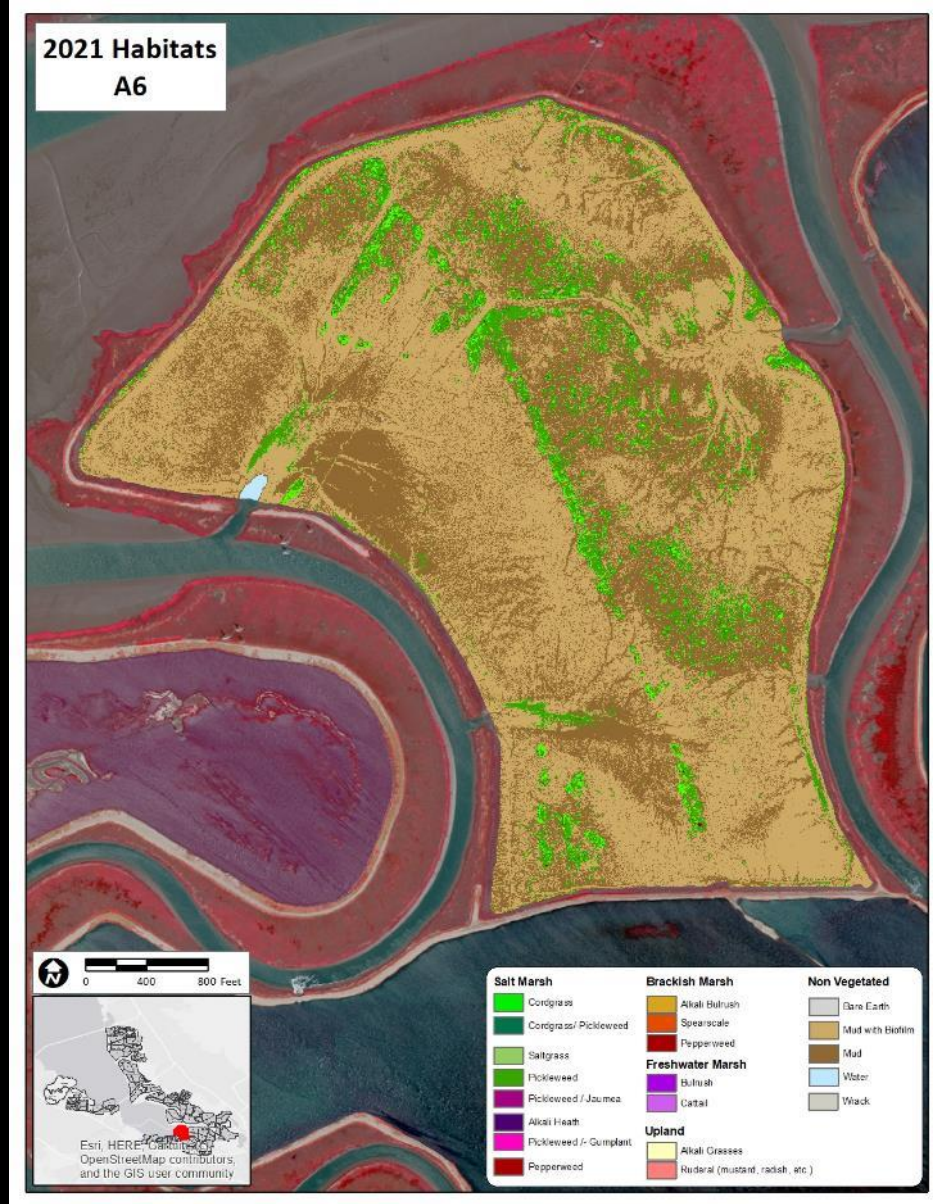 2021 Habitats
A6
N
0 400 800 Feet
Esri, HERE,
OpenStreetMap contributors,
and the GIS user community
Salt Marsh
Cordgrass
Cordgrass/ Pickleweed
Saltgrass
Pickleweed
Pickleweed / Jaumea
Alkali Heath
Pickleweed /- Gumplant
Pepperweed
Brackish Marsh
Alkali Bulrush
Spearscale
Pepperweed
Freshwater Marsh
Bulrush
Cattail
Upland
Alkali Grasses
Ruderal (mustard, radish, etc.)
Non Vegetated
Bare Earth
Mud with Biofilm
Mud
Water
Wrack